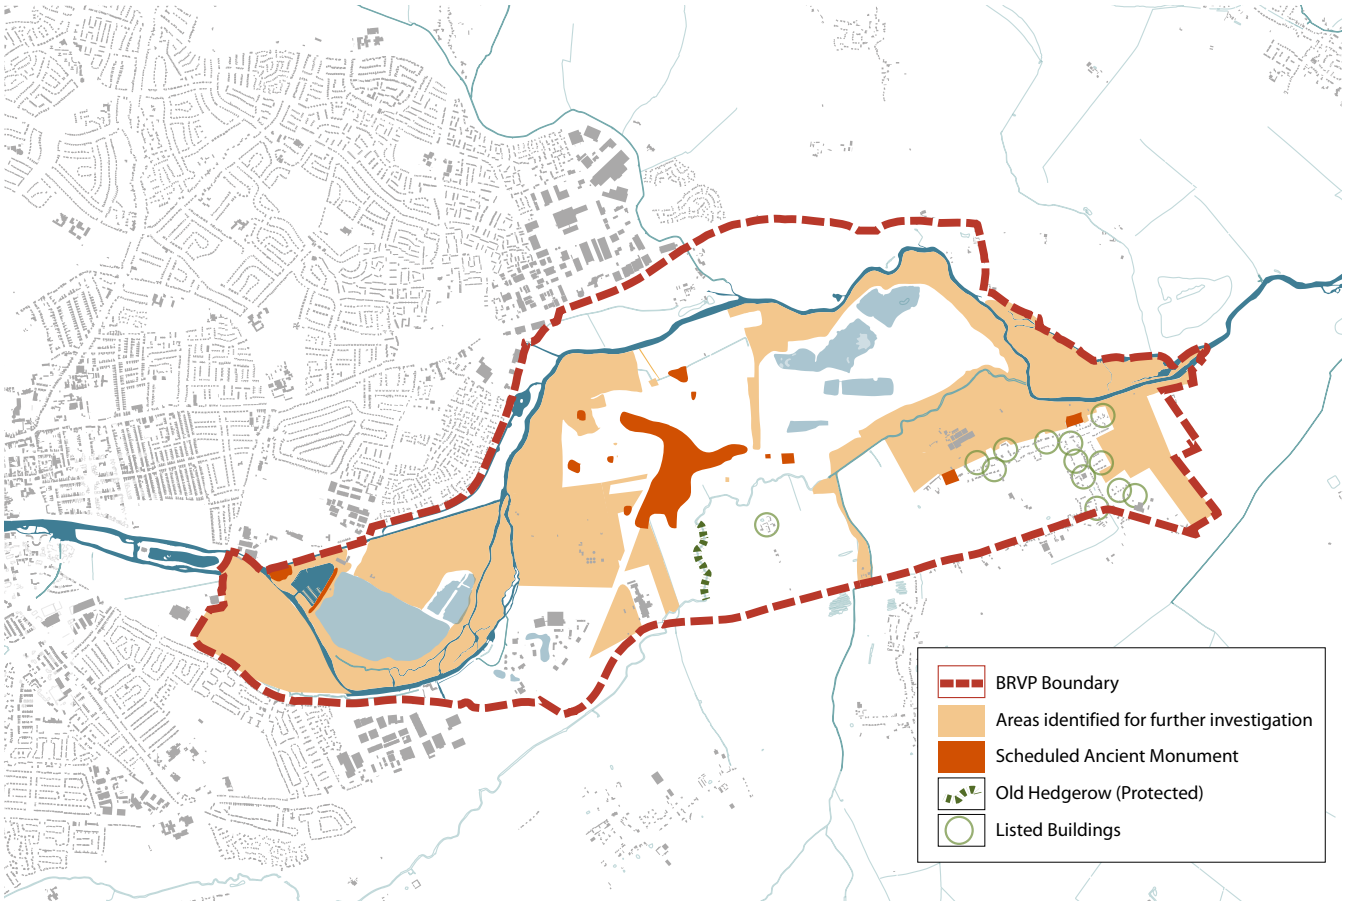 BRVP Boundary
Areas identified for further investigation
Scheduled Ancient Monument
Old Hedgerow (Protected)
Listed Buildings